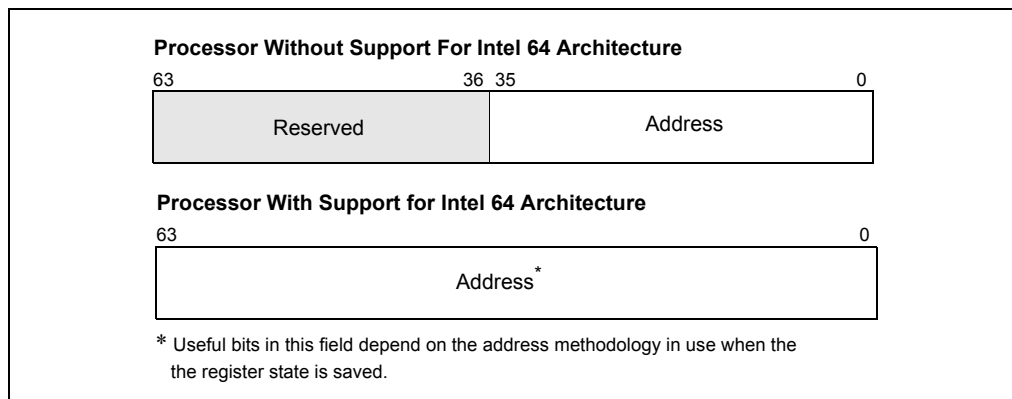 Processor Without Support For Intel 64 Architecture
63 36 35 0
Reserved Address
Processor With Support for Intel 64 Architecture
63 0
Address*
* Useful bits in this field depend on the address methodology in use when the
the register state is saved.